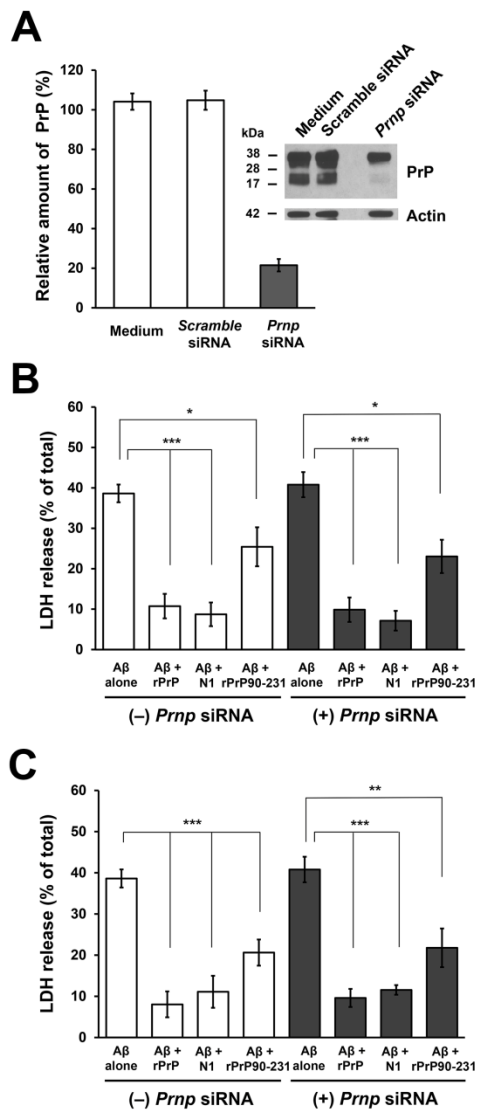 A
Relative amount of PrP (%)
120
100
80
60
40
20
0
Medium
Scramble
siRNA
Prnp
siRNA
Medium
Scramble siRNA
Prnp siRNA
kDa
38
28
17
PrP
42
Actin
B
LDH release (% of total)
60
50
40
30
20
10
0
*
***
*
***
Aβ alone
Aβ + rPrP
Aβ + N1
Aβ + rPrP90-231
Aβ alone
Aβ + rPrP
Aβ + N1
Aβ + rPrP90-231
(–) Prnp siRNA
(+) Prnp siRNA
C
LDH release (% of total)
60
50
40
30
20
10
0
***
**
***
Aβ alone
Aβ + rPrP
Aβ + N1
Aβ + rPrP90-231
Aβ alone
Aβ + rPrP
Aβ + N1
Aβ + rPrP90-231
(–) Prnp siRNA
(+) Prnp siRNA